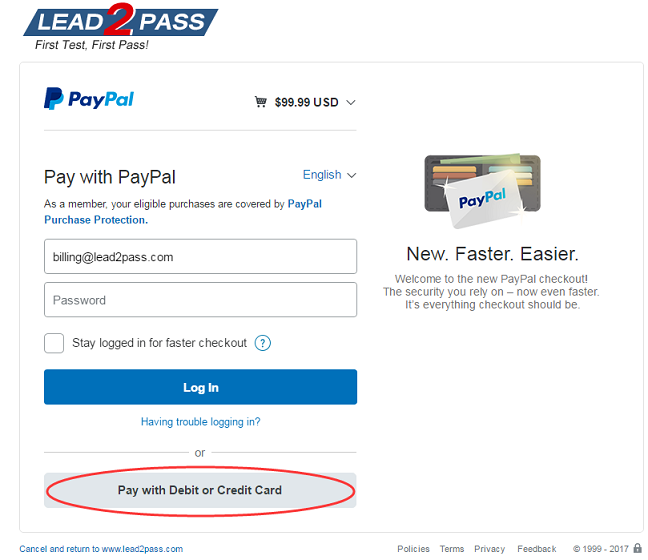 LEAD2PASS
First Test, First Pass!
PayPal
$99.99 USD
Pay with PayPal
English
As a member, your eligible purchases are covered by PayPal
Purchase Protection.
billing@lead2pass.com
Password
Stay logged in for faster checkout ?
Log In
Having trouble logging in?
or
Pay with Debit or Credit Card
PayPal
New. Faster. Easier.
Welcome to the new PayPal checkout!
The security you rely on – now even faster.
It's everything checkout should be.
Cancel and return to www.lead2pass.com
Policies Terms Privacy Feedback © 1999 - 2017